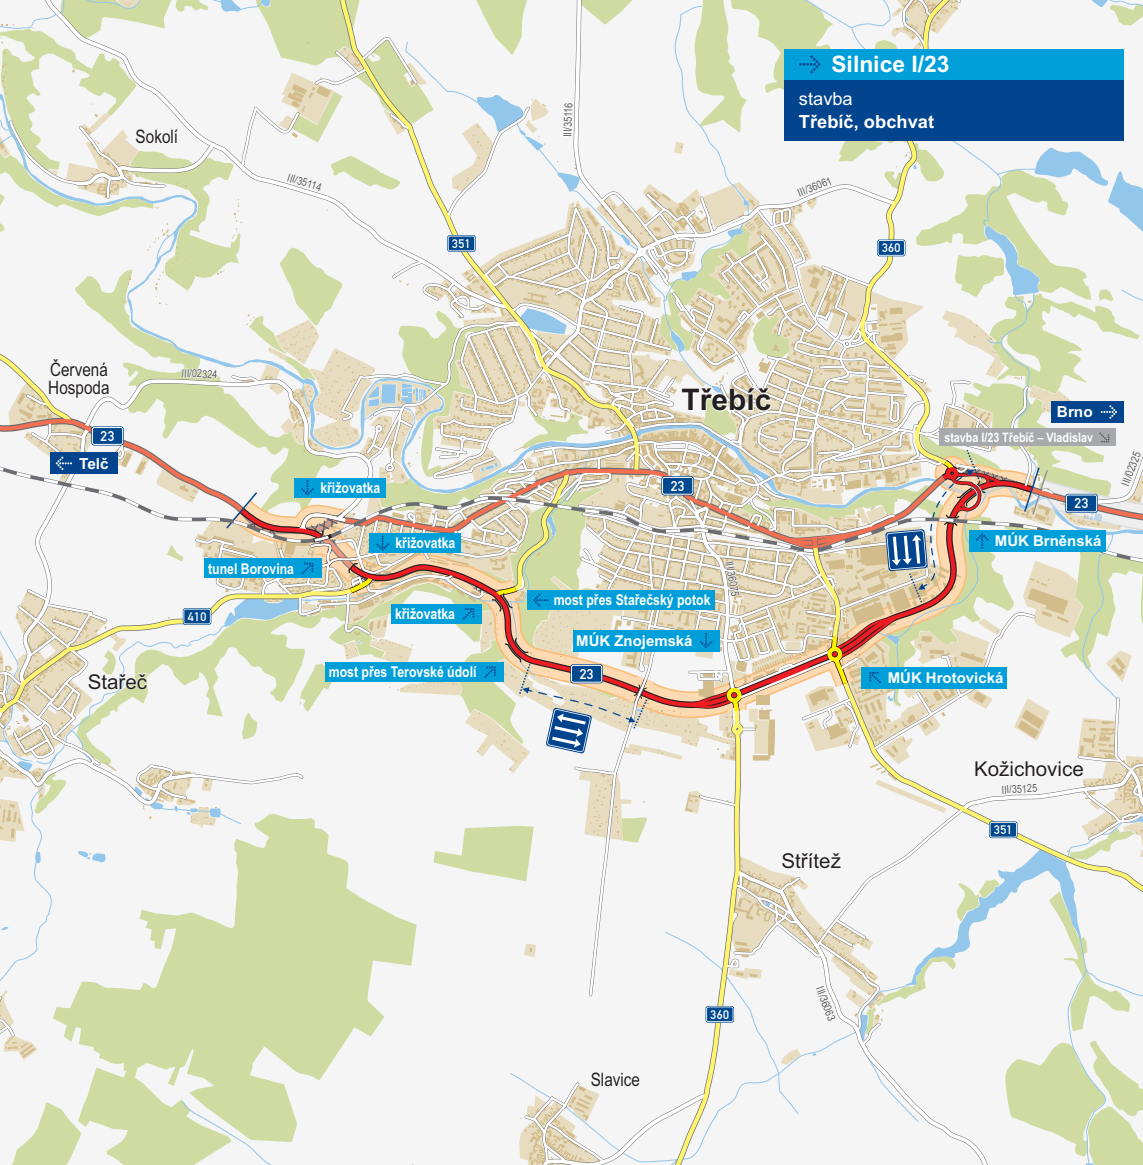 Silnice I/23
stavba
Třebíč, obchvat
III/35116
Sokolí
III/35114
III/36061
351
360
Červená
Hospoda
III/02324
Třebíč
Brno
stavba I/23 Třebíč – Vladislav
23
Telč
III/02325
křižovatka
23
23
křižovatka
MÚK Brněnská
tunel Borovina
III/36075
most přes Stařečský potok
410
křižovatka
MÚK Znojemská
most přes Terovské údolí
23
MÚK Hrotovická
Stařeč
Kožichovice
III/35125
351
Střítež
III/36063
360
Slavice